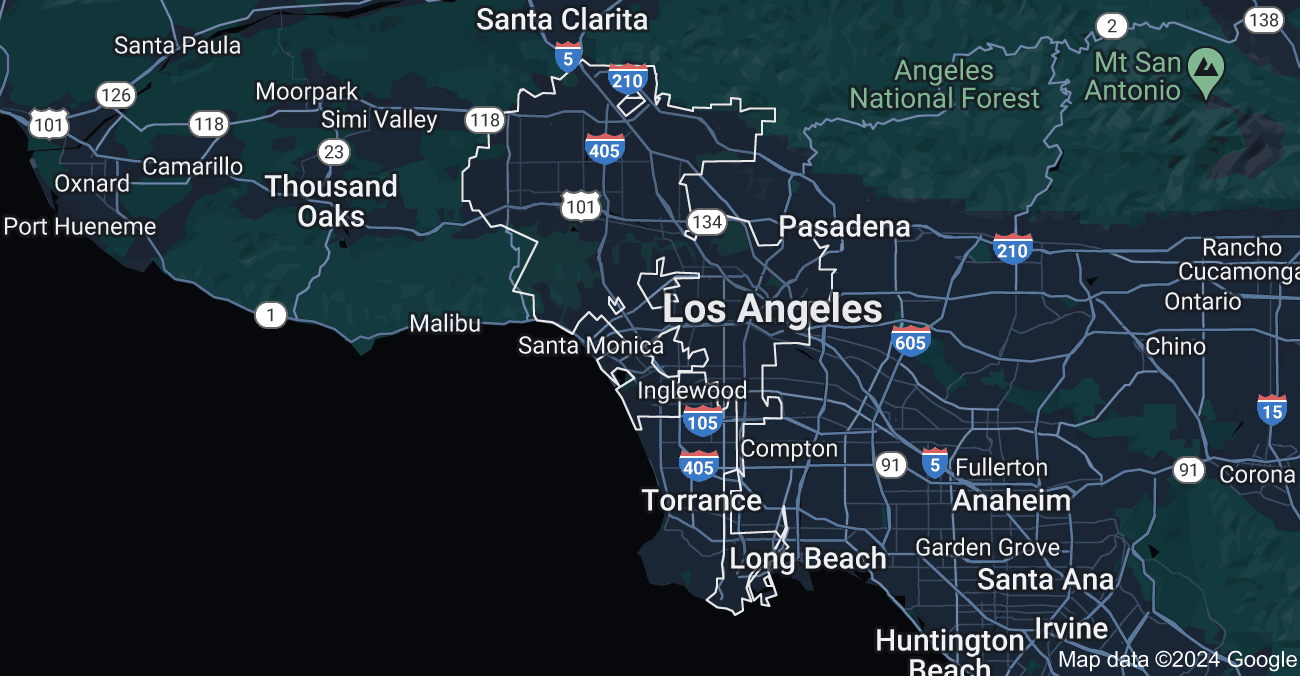 Santa Clarita
2
138
Santa Paula
5
Mt San
Antonio
Angeles
National Forest
210
126
Moorpark
101
118
Simi Valley
118
405
23
Camarillo
Oxnard
Thousand
Oaks
101
134
Port Hueneme
Pasadena
210
Rancho
Cucamonga
Ontario
1
Malibu
Los Angeles
Santa Monica
605
Chino
Inglewood
15
105
Compton
405
91
5
Fullerton
91
Corona
Torrance
Anaheim
Long Beach
Garden Grove
Santa Ana
Huntington
Beach
Irvine
Map data ©2024 Google